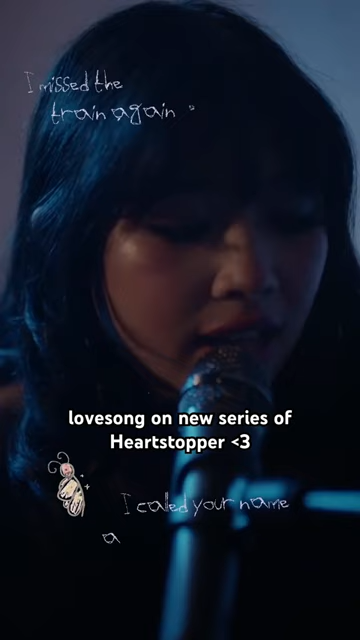 I missed the
train again
lovesong on new series of
Heartstopper <3
I called your name
a